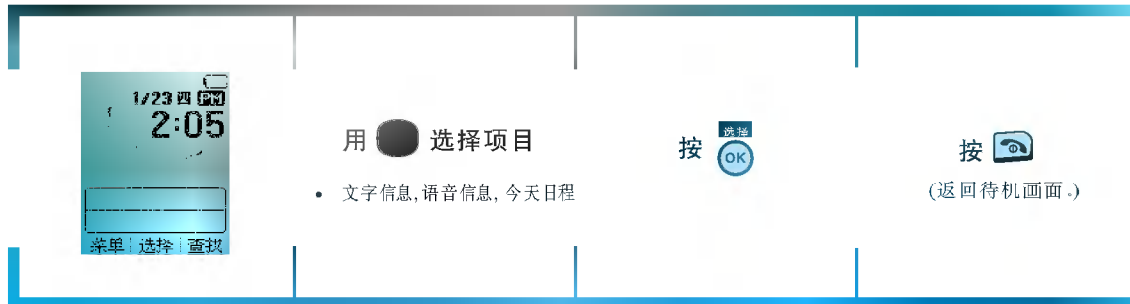 1/23 四 PM
2:05
菜单 选择 查找
用 选择项目
• 文字信息,语音信息, 今天日程
按 选择 OK
按
(返回待机画面.)